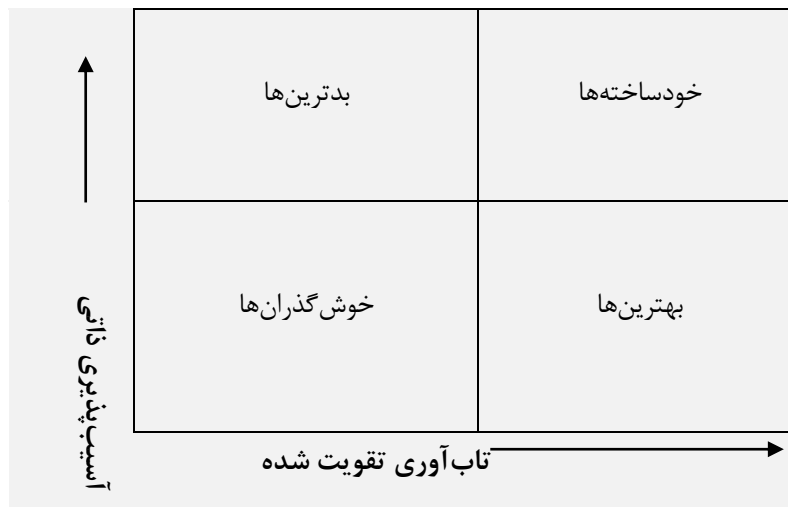 خودساخته‌ها
بدترین‌ها
بهترین‌ها
خوش‌گذران‌ها
آسیب‌پذیری ذاتی
تاب‌آوری تقویت شده